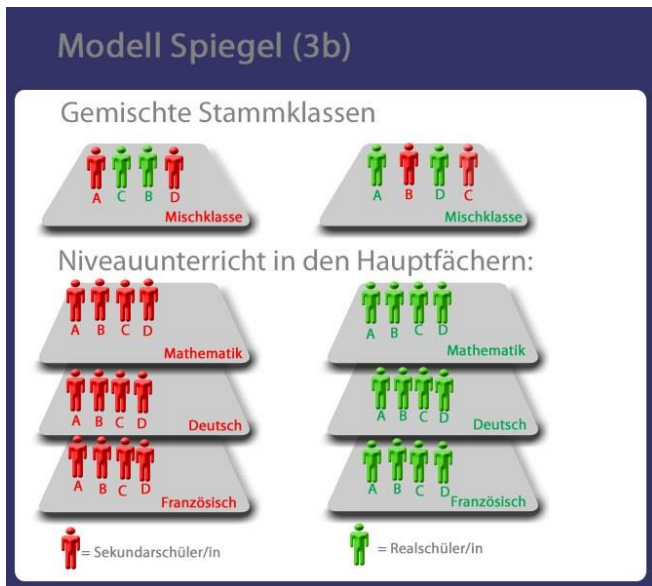 Modell Spiegel (3b)
Gemischte Stammklassen
A C B D
Mischklasse
A B D C
Mischklasse
Niveauunterricht in den Hauptfächern:
A B C D
Mathematik
A B C D
Mathematik
A B C D
Deutsch
A B C D
Deutsch
A B C D
Französisch
A B C D
Französisch
= Sekundarschüler/in
= Realschüler/in